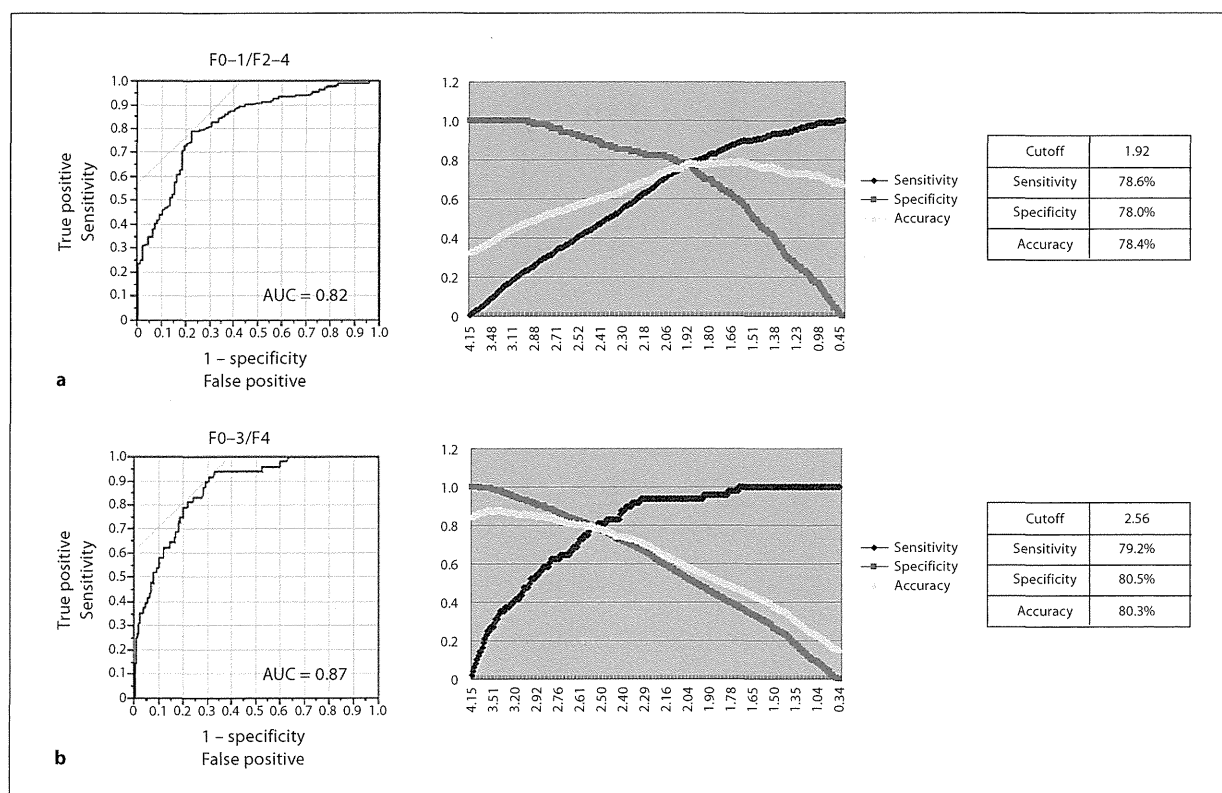 F0–1/F2–4
1.0
0.9
0.8
0.7
0.6
0.5
0.4
0.3
0.2
0.1
0
True positive
Sensitivity
AUC = 0.82
0 0.1 0.2 0.3 0.4 0.5 0.6 0.7 0.8 0.9 1.0
1 – specificity
False positive
a
1.2
1.0
0.8
0.6
0.4
0.2
0
4.15 3.48 3.11 2.88 2.71 2.52 2.41 2.30 2.18 2.06 1.92 1.80 1.66 1.51 1.38 1.23 0.98 0.45
Sensitivity
Specificity
Accuracy
Cutoff 1.92
Sensitivity 78.6%
Specificity 78.0%
Accuracy 78.4%
F0–3/F4
1.0
0.9
0.8
0.7
0.6
0.5
0.4
0.3
0.2
0.1
0
True positive
Sensitivity
AUC = 0.87
0 0.1 0.2 0.3 0.4 0.5 0.6 0.7 0.8 0.9 1.0
1 – specificity
False positive
b
1.2
1.0
0.8
0.6
0.4
0.2
0
4.15 3.51 3.20 2.92 2.76 2.61 2.50 2.40 2.29 2.16 2.04 1.90 1.78 1.65 1.50 1.35 1.04 0.34
Sensitivity
Specificity
Accuracy
Cutoff 2.56
Sensitivity 79.2%
Specificity 80.5%
Accuracy 80.3%